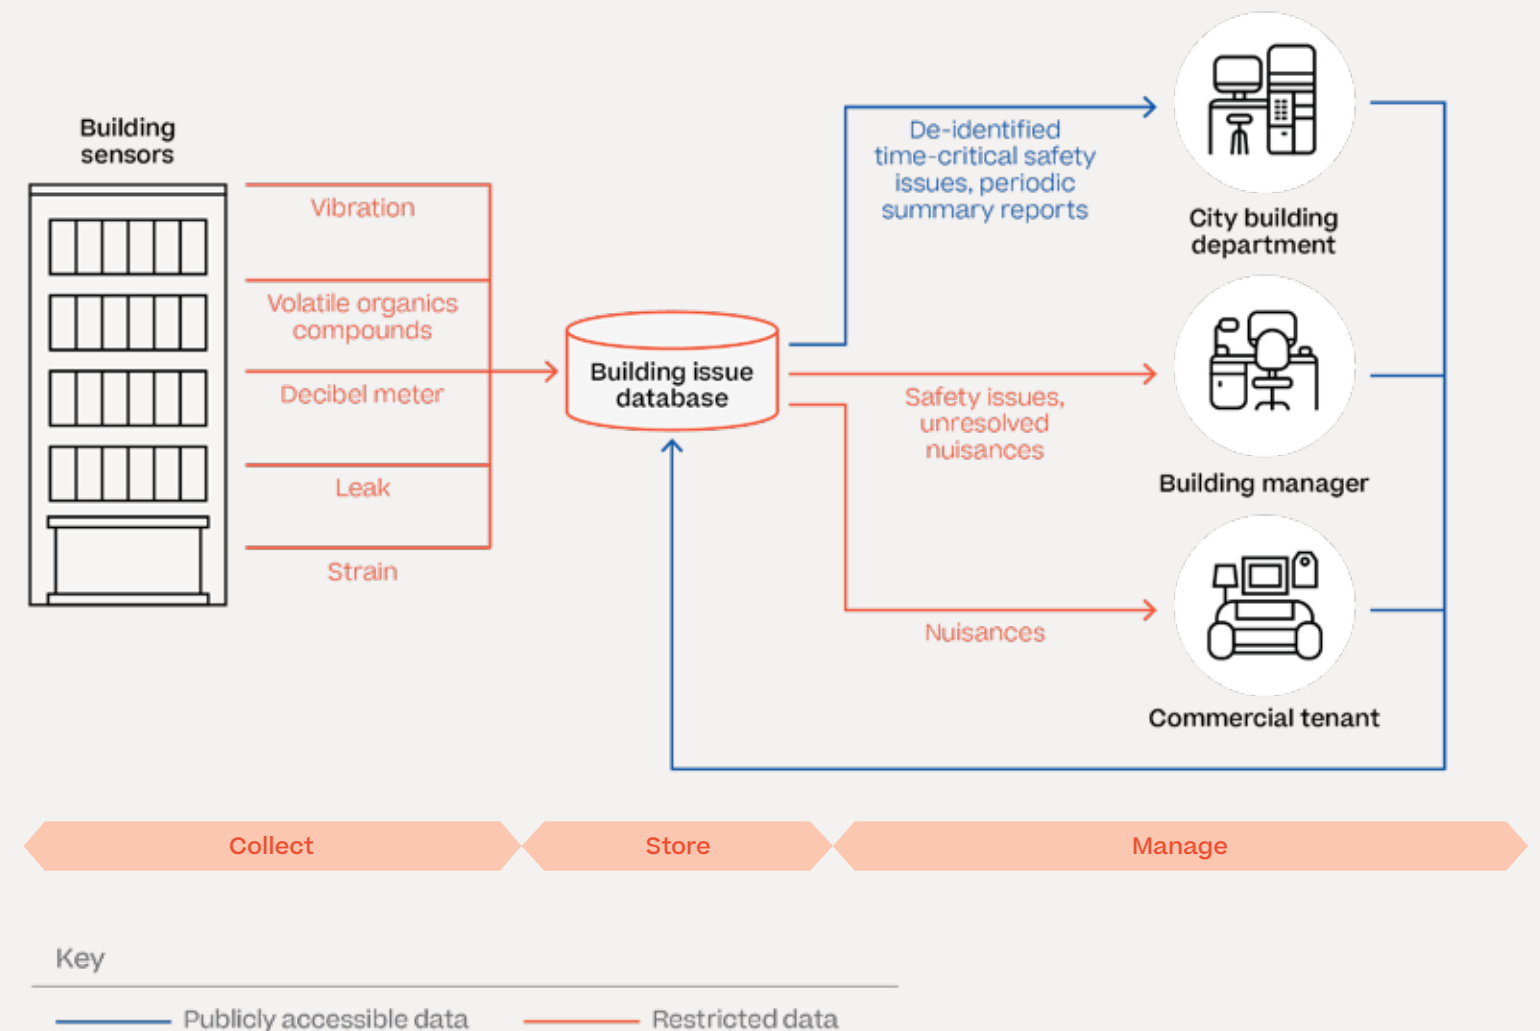 Building
sensors
Vibration
Volatile organics
compounds
Decibel meter
Leak
Strain
Building issue
database
De-identified
time-critical safety
issues, periodic
summary reports
City building
department
Safety issues,
unresolved
nuisances
Building manager
Nuisances
Commercial tenant
Collect
Store
Manage
Key
Publicly accessible data
Restricted data